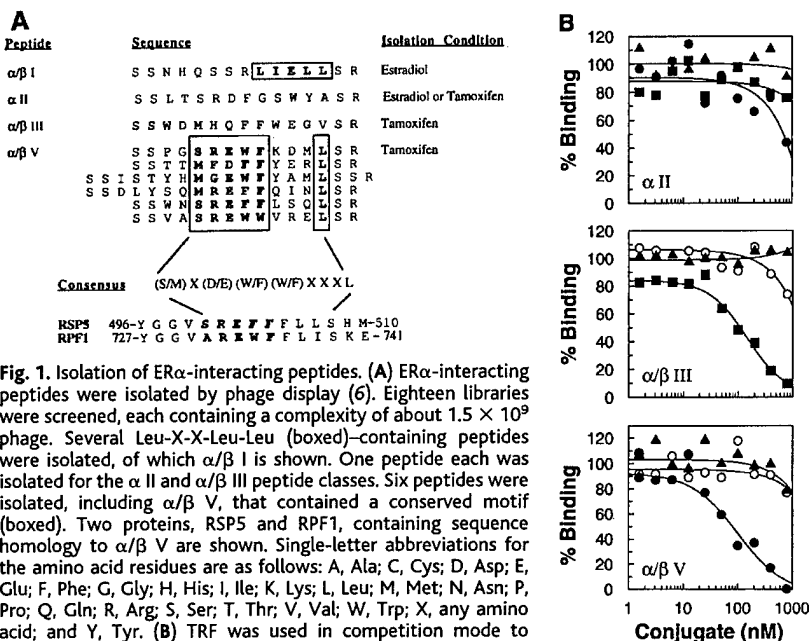 A
Peptide Sequence Isolation Condition
α/β I S S N H Q S S R L I E L L S R Estradiol
α II S S L T S R D F G S W Y A S R Estradiol or Tamoxifen
α/β III S S W D M H Q F F W E G V S R Tamoxifen
α/β V S S P G S R E W F K D M L S R Tamoxifen
S S T T M F D F F Y E R L S R
S S I S T Y H M G E W F Y A M L S S R
S S D L Y S Q M R E F F Q I N L S R
S S W N S R E F F L S Q L S R
S S V A S R E W W V R E L S R
Consensus (S/M) X (D/E) (W/F) (W/F) X X X L
RSP5 496-Y G G V S R E F F F L L S H M-510
RPF1 727-Y G G V A R E W F F L I S K E-741
Fig. 1. Isolation of ERα-interacting peptides. (A) ERα-interacting
peptides were isolated by phage display (6). Eighteen libraries
were screened, each containing a complexity of about 1.5 × 10⁹
phage. Several Leu-X-X-Leu-Leu (boxed)–containing peptides
were isolated, of which α/β I is shown. One peptide each was
isolated for the α II and α/β III peptide classes. Six peptides were
isolated, including α/β V, that contained a conserved motif
(boxed). Two proteins, RSP5 and RPF1, containing sequence
homology to α/β V are shown. Single-letter abbreviations for
the amino acid residues are as follows: A, Ala; C, Cys; D, Asp; E,
Glu; F, Phe; G, Gly; H, His; I, Ile; K, Lys; L, Leu; M, Met; N, Asn; P,
Pro; Q, Gln; R, Arg; S, Ser; T, Thr; V, Val; W, Trp; X, any amino
acid; and Y, Tyr. (B) TRF was used in competition mode to
B
120
100
80
60
40
20
0
% Binding
α II
120
100
80
60
40
20
0
% Binding
α/β III
120
100
80
60
40
20
0
% Binding
α/β V
1 10 100 1000
Conjugate (nM)